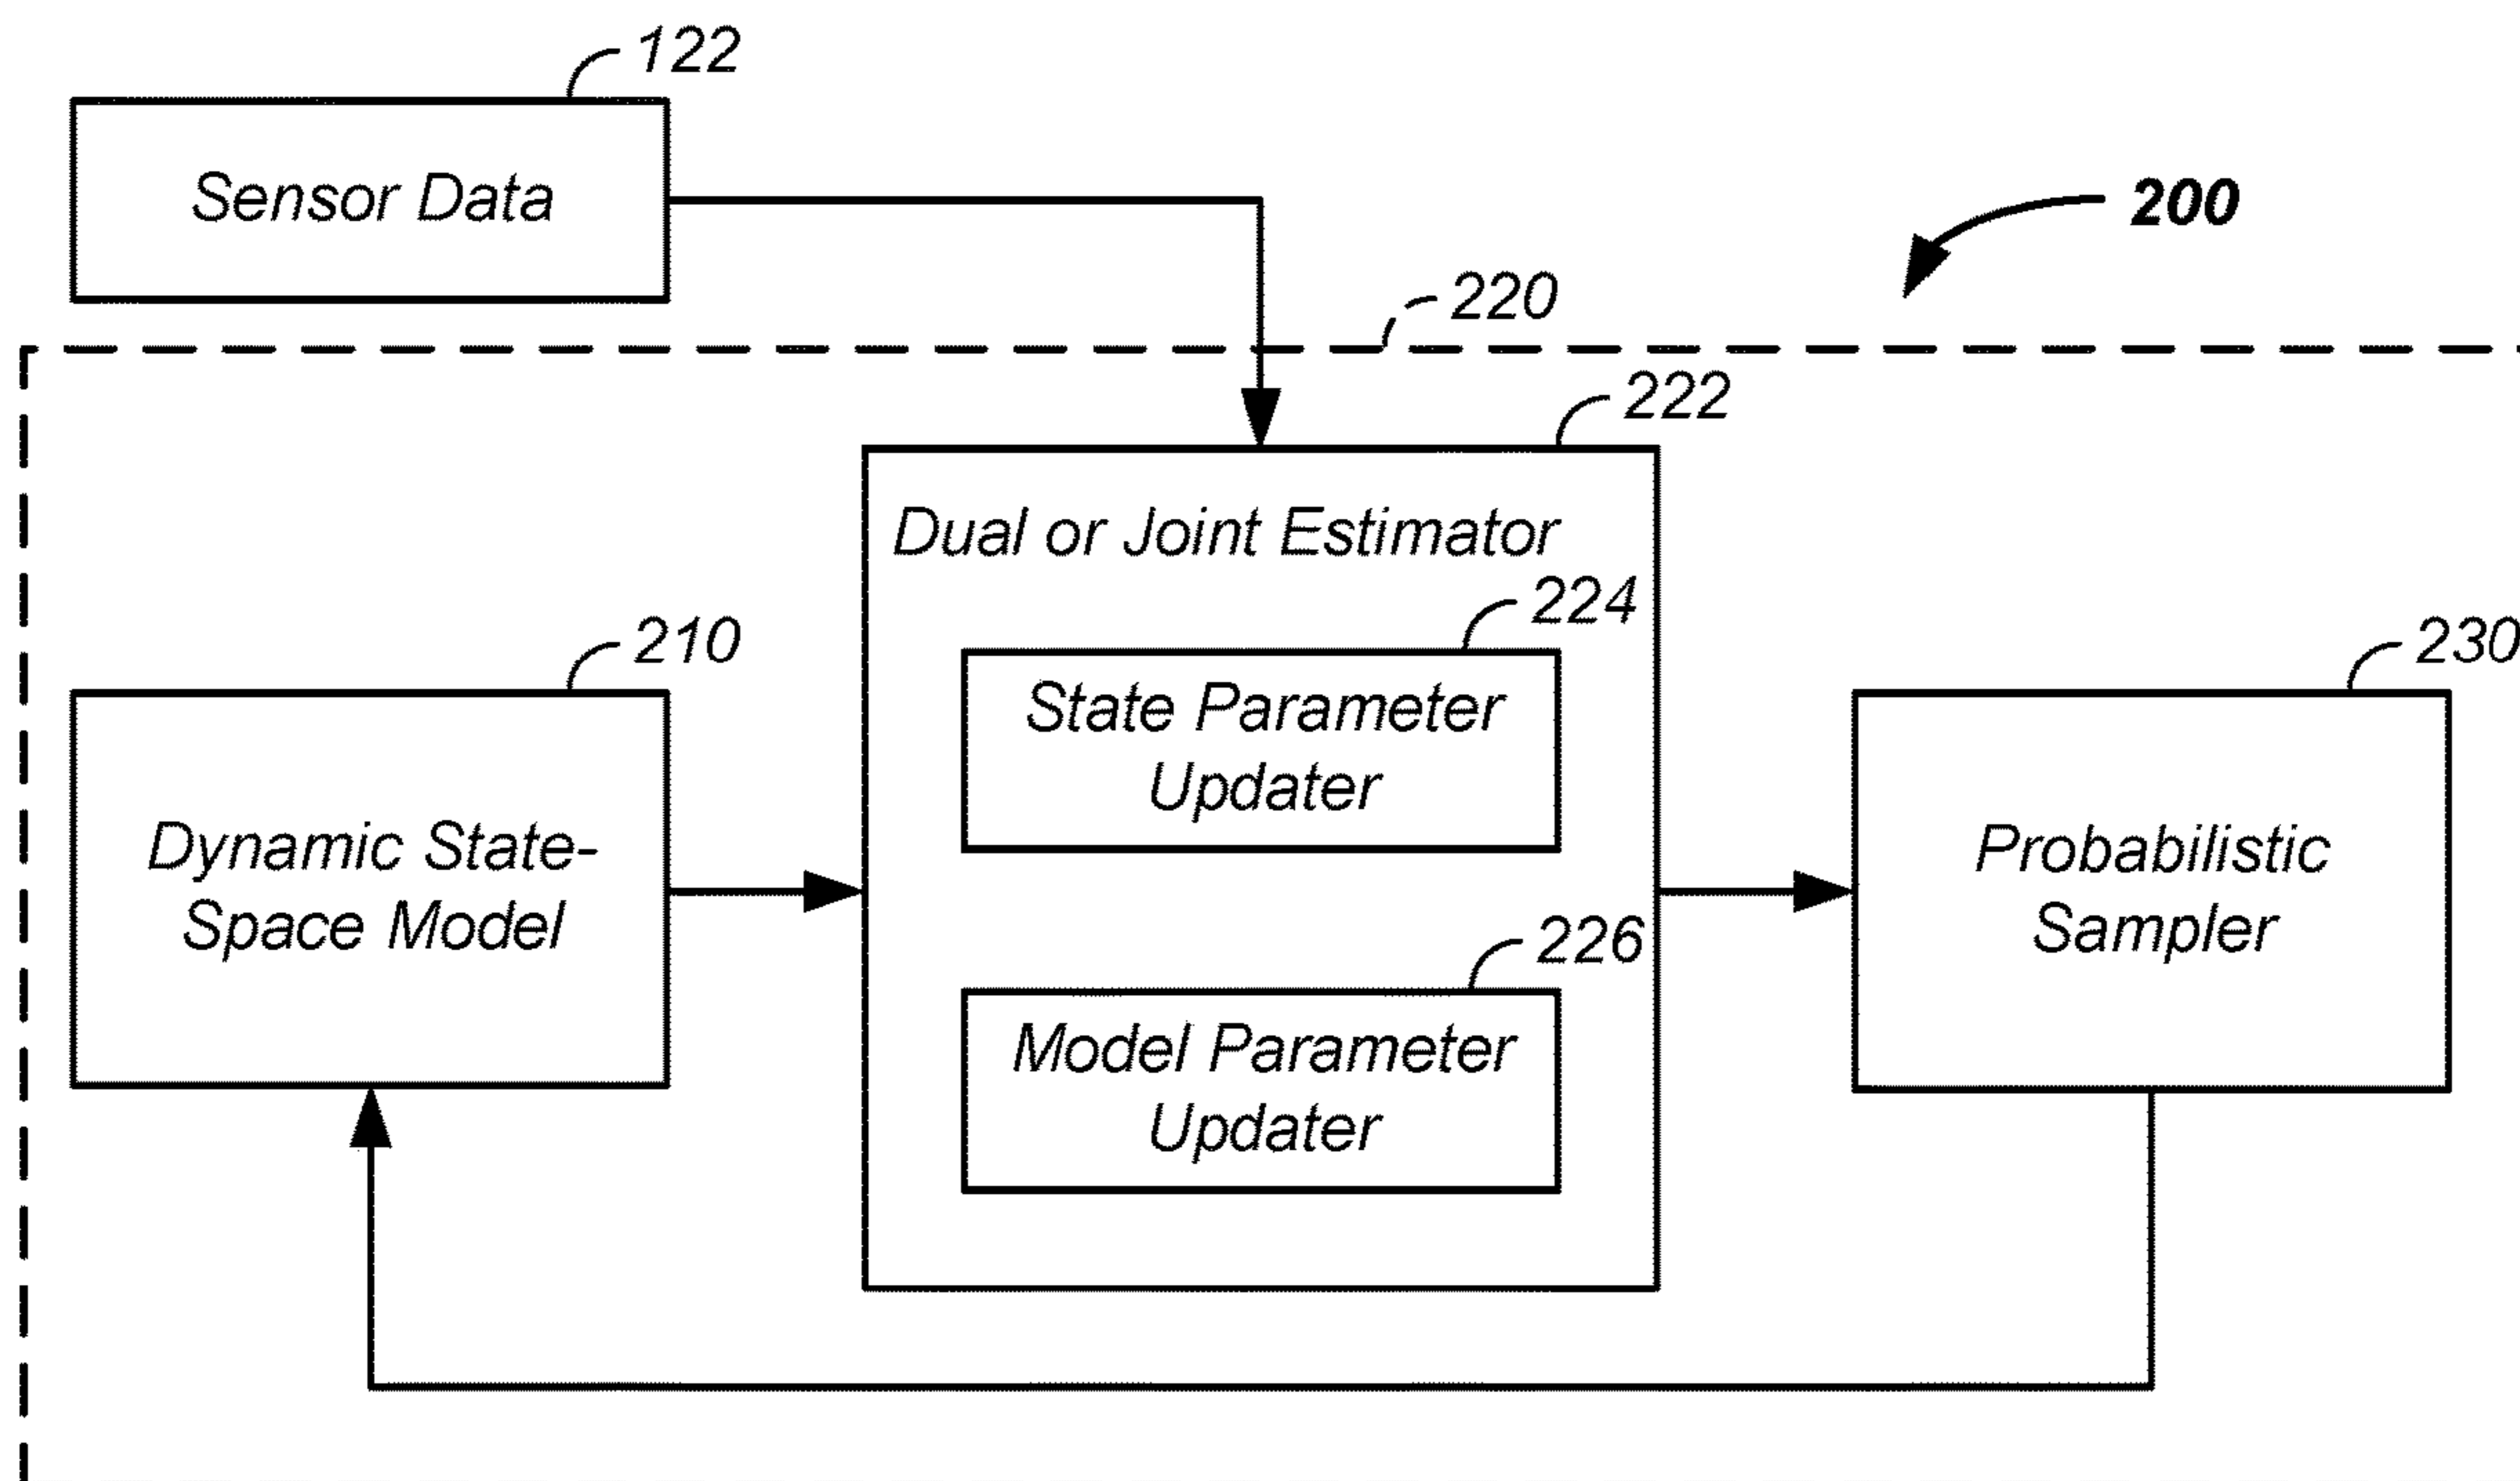 122
Sensor Data
200
220
222
Dual or Joint Estimator
224
State Parameter
Updater
210
Dynamic State-
Space Model
230
Probabilistic
Sampler
226
Model Parameter
Updater